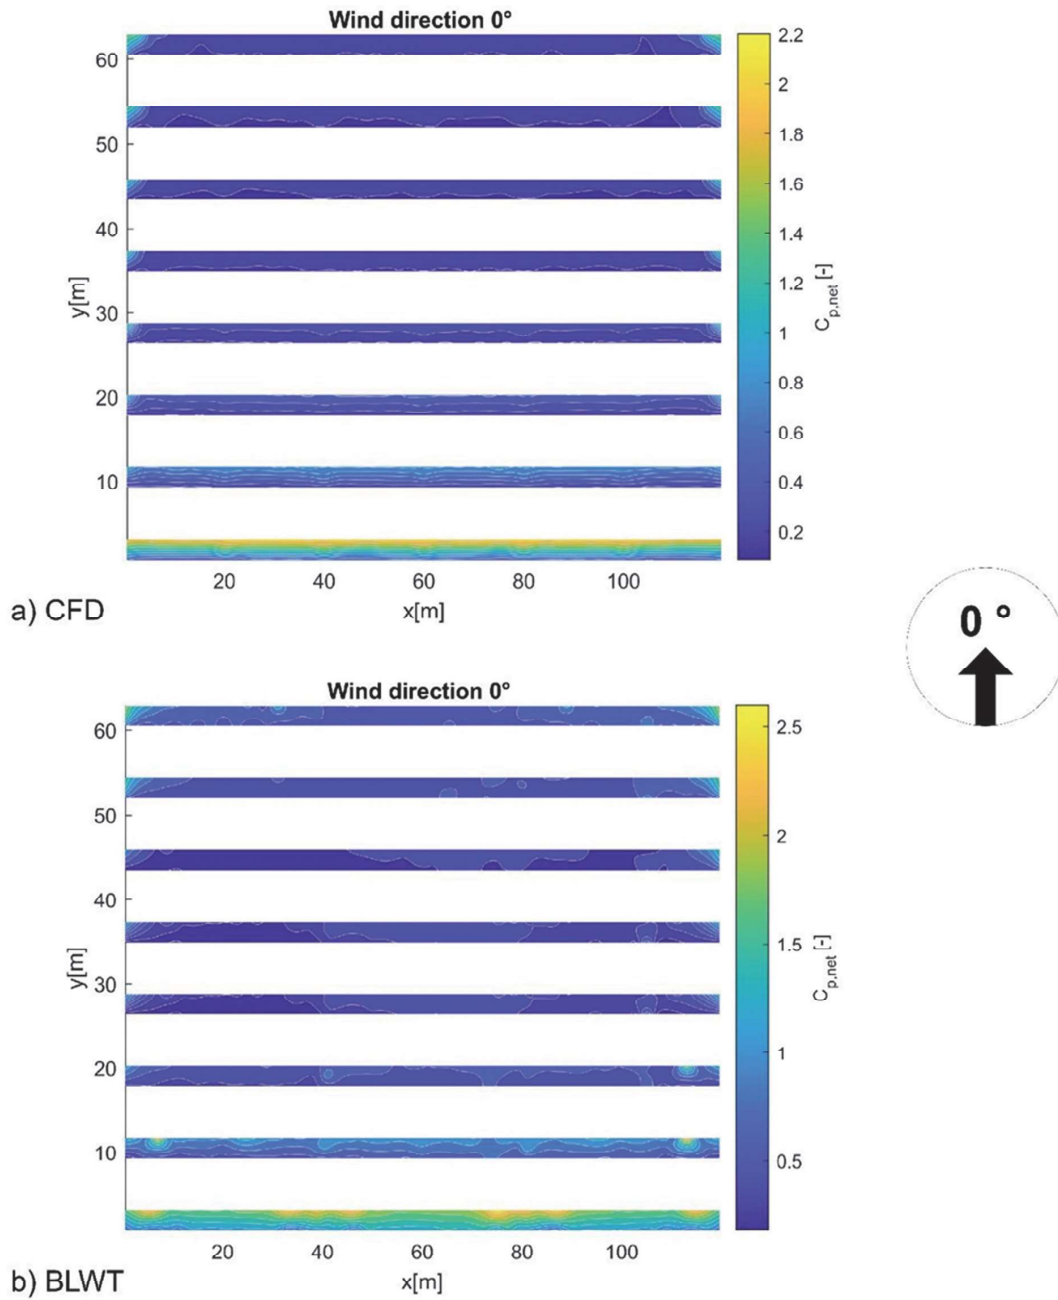 Wind direction 0°
60
50
40
30
20
10
y[m]
20 40 60 80 100
x[m]
2.2
2
1.8
1.6
1.4
1.2
1
0.8
0.6
0.4
0.2
C_p,net [-]
a) CFD
0 °
Wind direction 0°
60
50
40
30
20
10
y[m]
20 40 60 80 100
x[m]
2.5
2
1.5
1
0.5
C_p,net [-]
b) BLWT